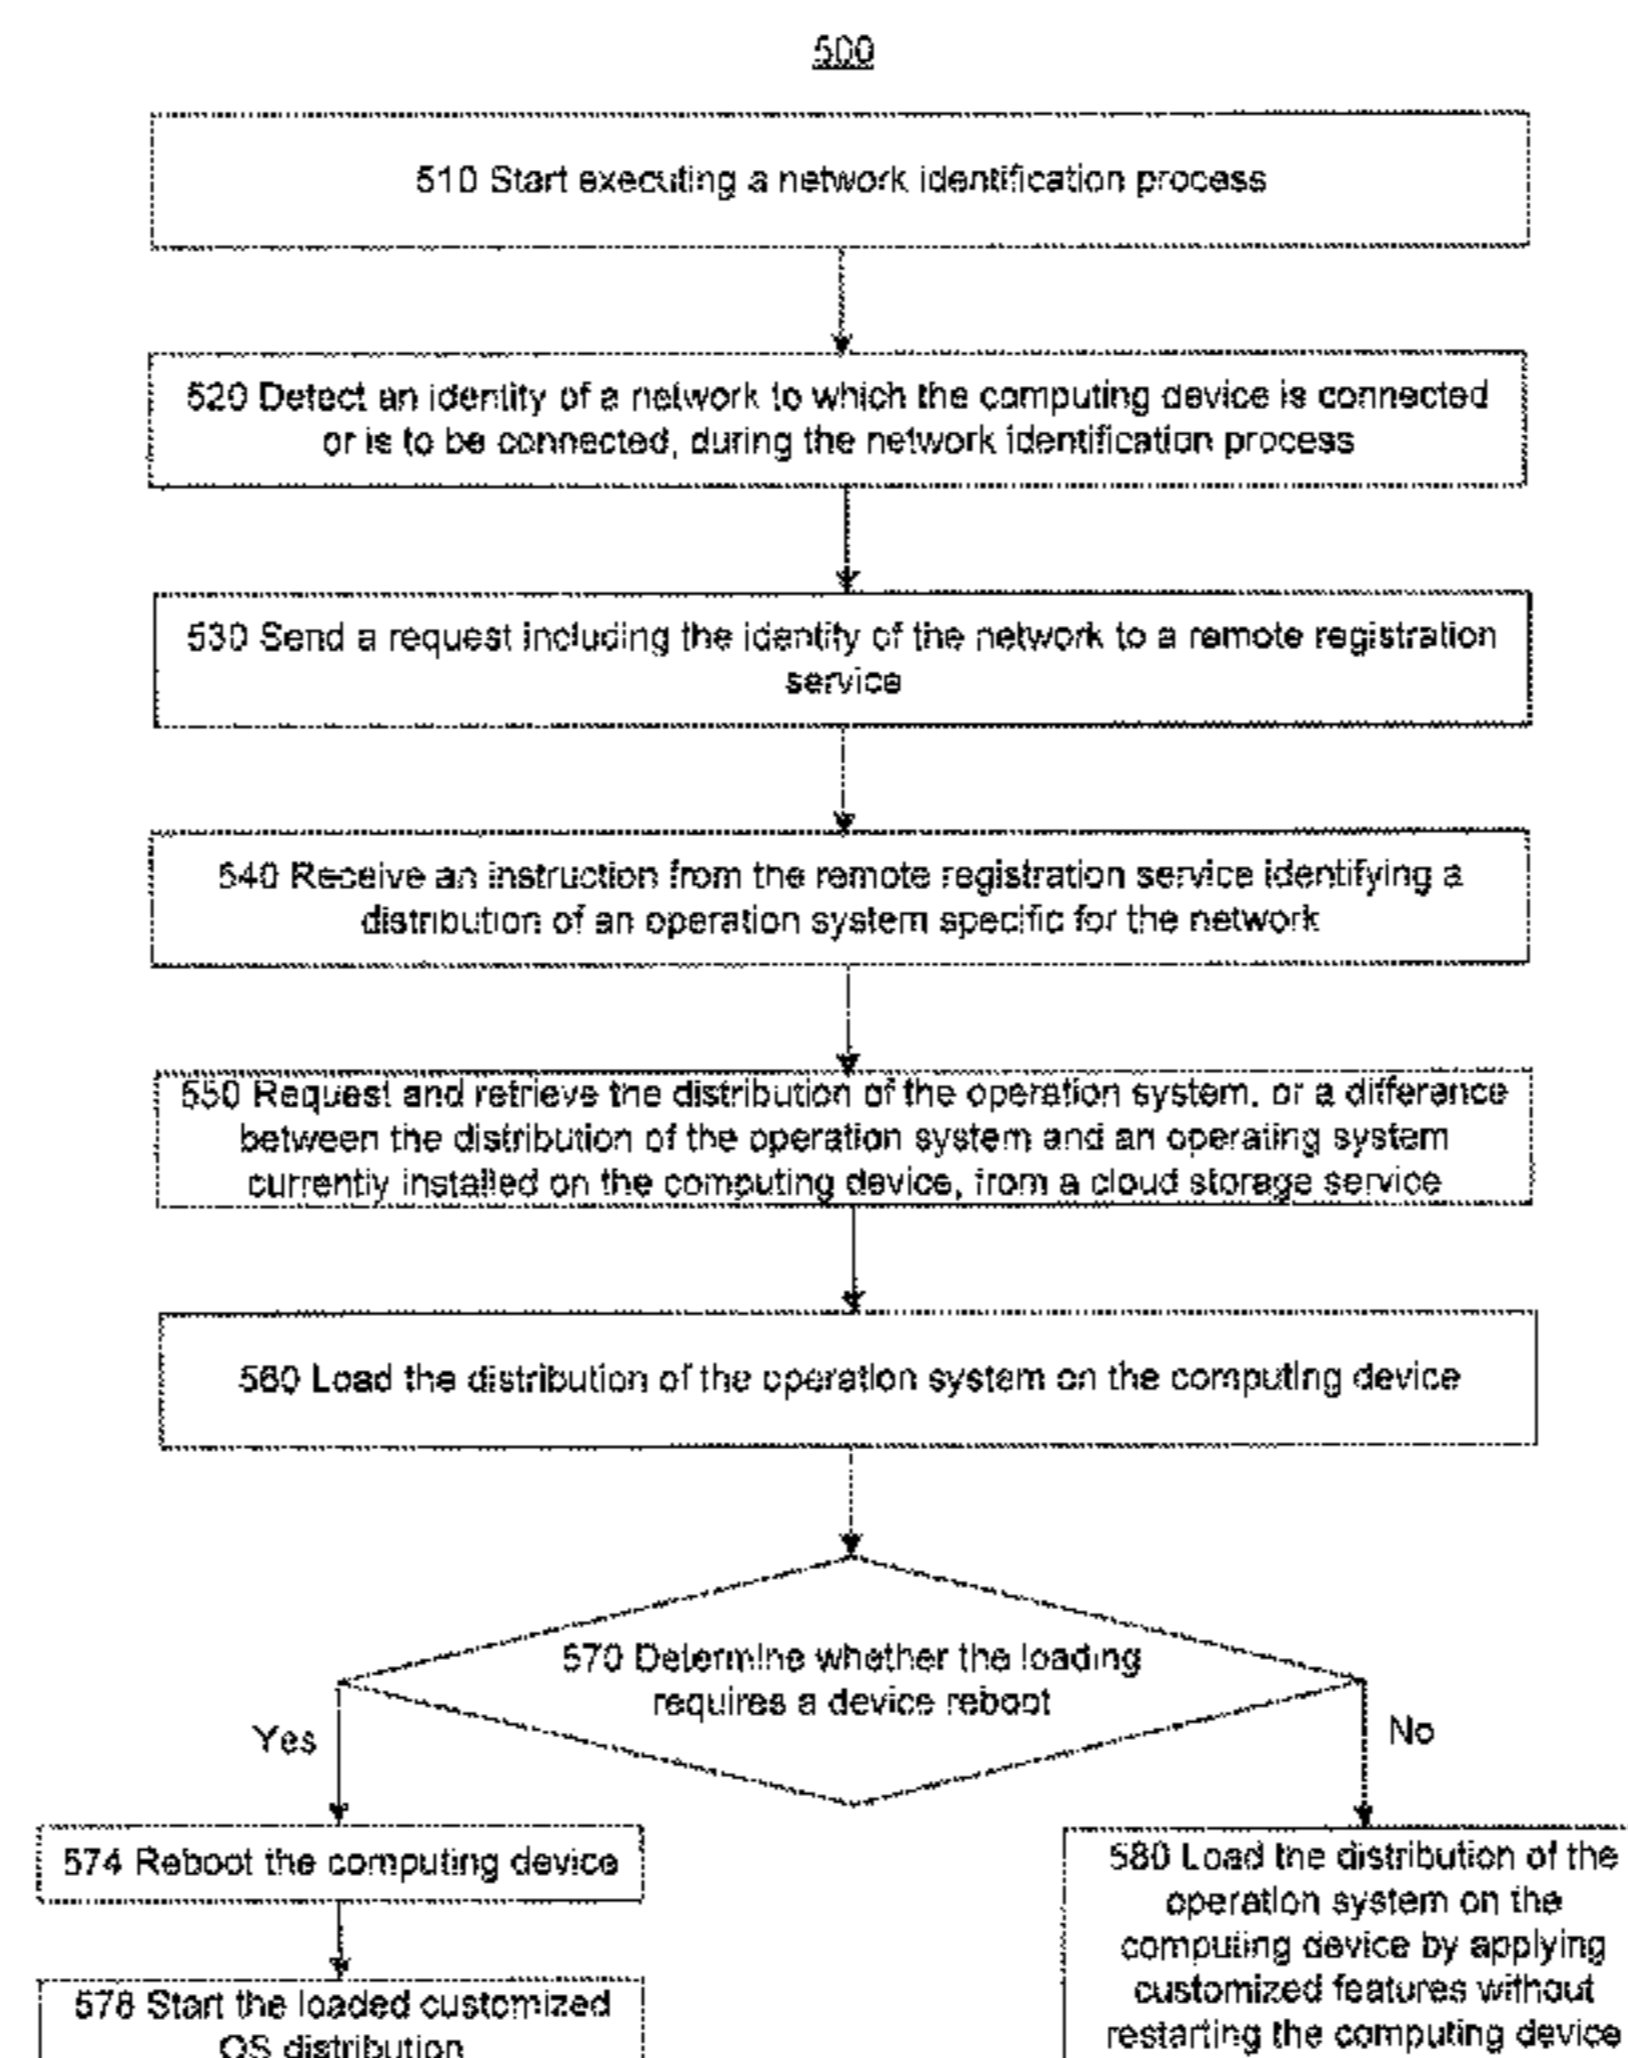 500
510 Start executing a network identification process
520 Detect an identity of a network to which the computing device is connected
or is to be connected, during the network identification process
530 Send a request including the identity of the network to a remote registration
service
540 Receive an instruction from the remote registration service identifying a
distribution of an operation system specific for the network
550 Request and retrieve the distribution of the operation system, or a difference
between the distribution of the operation system and an operating system
currently installed on the computing device, from a cloud storage service
560 Load the distribution of the operation system on the computing device
570 Determine whether the loading
requires a device reboot
Yes
No
574 Reboot the computing device
578 Start the loaded customized
OS distribution
580 Load the distribution of the
operation system on the
computing device by applying
customized features without
restarting the computing device